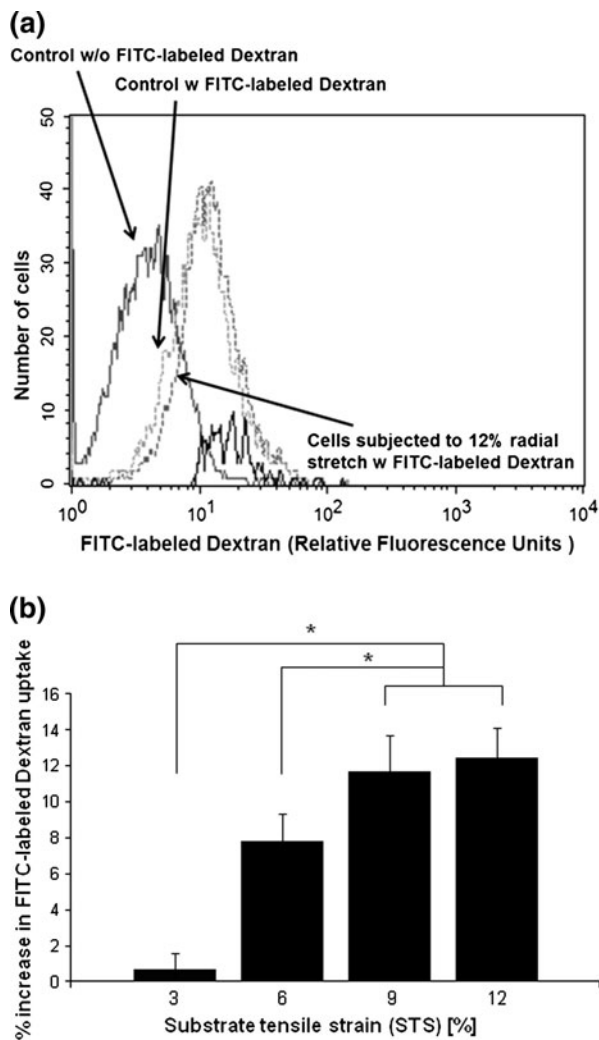 (a)
Control w/o FITC-labeled Dextran
Control w FITC-labeled Dextran
50
40
30
20
10
0
Number of cells
Cells subjected to 12% radial
stretch w FITC-labeled Dextran
10^0 10^1 10^2 10^3 10^4
FITC-labeled Dextran (Relative Fluorescence Units )
(b)
*
*
% increase in FITC-labeled Dextran uptake
16
14
12
10
8
6
4
2
0
3 6 9 12
Substrate tensile strain (STS) [%]